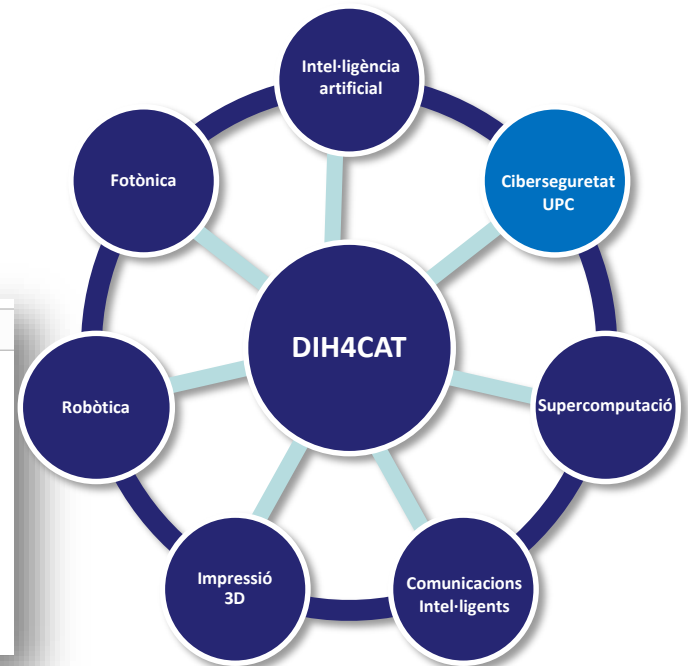 Intel·ligència
artificial
Ciberseguretat
UPC
Fotònica
DIH4CAT
Supercomputació
Robòtica
Impressió
3D
Comunicacions
Intel·ligents